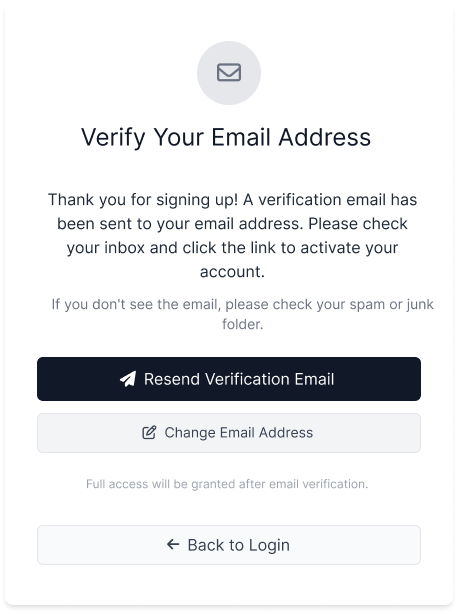 Verify Your Email Address
Thank you for signing up! A verification email has
been sent to your email address. Please check
your inbox and click the link to activate your
account.
If you don't see the email, please check your spam or junk
folder.
Resend Verification Email
Change Email Address
Full access will be granted after email verification.
Back to Login